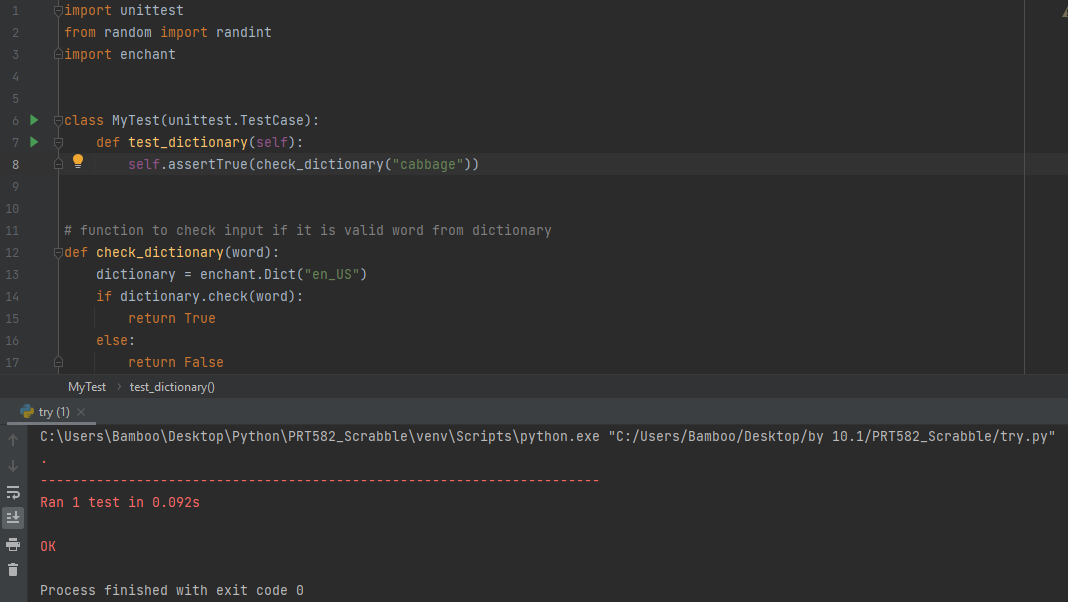 1 import unittest
2 from random import randint
3 import enchant
4
5
6 class MyTest(unittest.TestCase):
7     def test_dictionary(self):
8         self.assertTrue(check_dictionary("cabbage"))
9
10
11 # function to check input if it is valid word from dictionary
12 def check_dictionary(word):
13     dictionary = enchant.Dict("en_US")
14     if dictionary.check(word):
15         return True
16     else:
17         return False
MyTest > test_dictionary()
try (1) ×
C:\Users\Bamboo\Desktop\Python\PRT582_Scrabble\venv\Scripts\python.exe "C:/Users/Bamboo/Desktop/by 10.1/PRT582_Scrabble/try.py"
.
----------------------------------------------------------------------
Ran 1 test in 0.092s
OK
Process finished with exit code 0